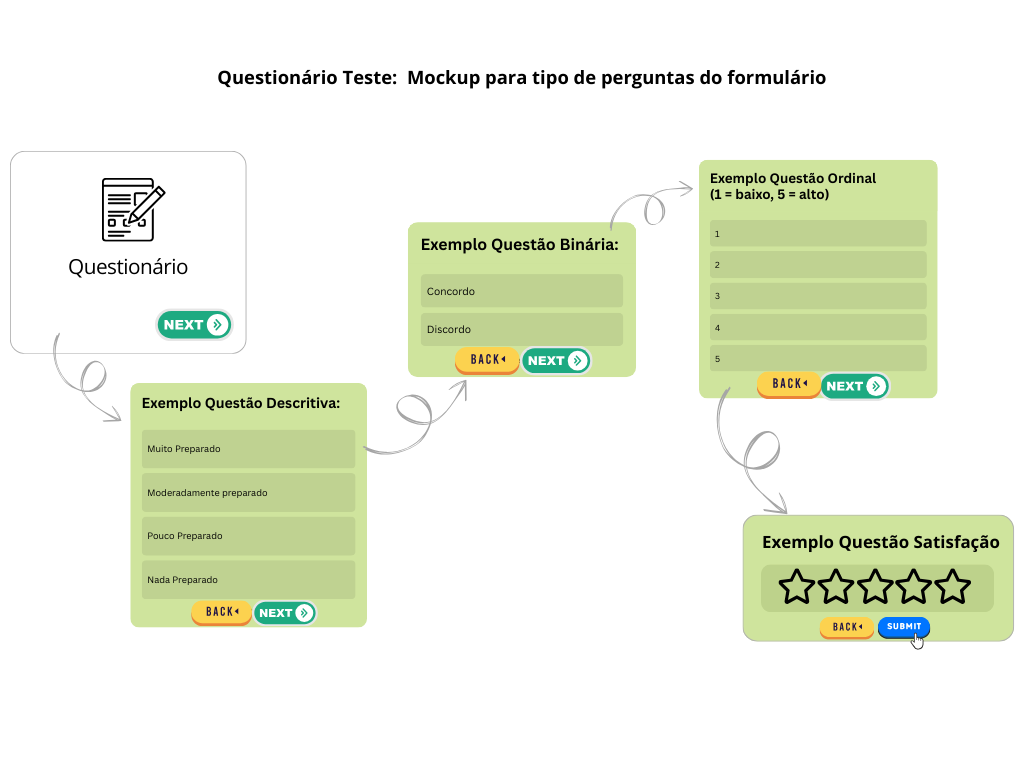 Questionário Teste:  Mockup para tipo de perguntas do formulário
Questionário
NEXT
Exemplo Questão Descritiva:
Muito Preparado
Moderadamente preparado
Pouco Preparado
Nada Preparado
BACK
NEXT
Exemplo Questão Binária:
Concordo
Discordo
BACK
NEXT
Exemplo Questão Ordinal
(1 = baixo, 5 = alto)
1
2
3
4
5
BACK
NEXT
Exemplo Questão Satisfação
BACK
SUBMIT